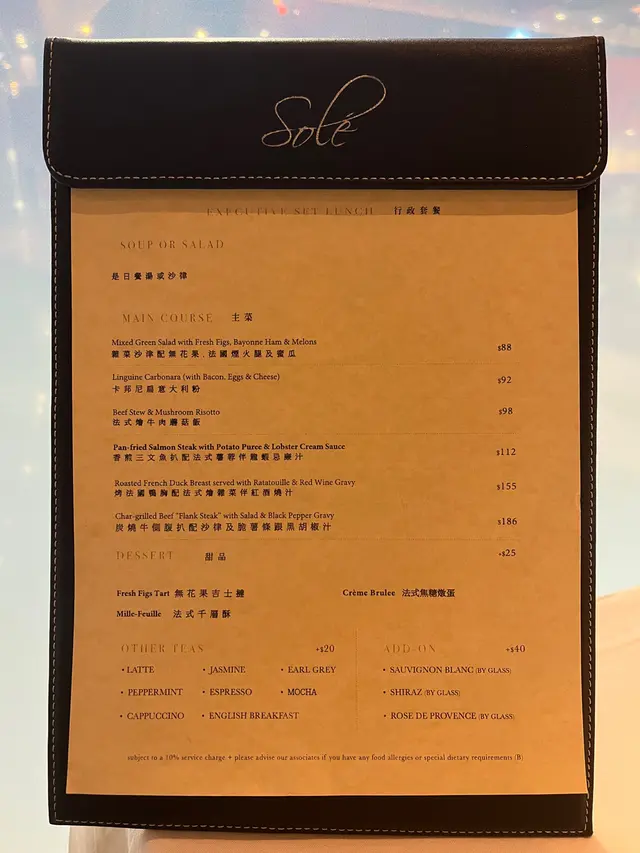 Solé
EXECUTIVE SET LUNCH 行政套餐
SOUP OR SALAD
是日餐湯或沙律
MAIN COURSE 主菜
Mixed Green Salad with Fresh Figs, Bayonne Ham & Melons $88
雜菜沙律配無花果.法國煙火腿及蜜瓜
Linguine Carbonara (with Bacon, Eggs & Cheese) $92
卡邦尼扁意大利粉
Beef Stew & Mushroom Risotto $98
法式燴牛肉蘑菇飯
Pan-fried Salmon Steak with Potato Puree & Lobster Cream Sauce $112
香煎三文魚扒配法式薯蓉伴龍蝦忌廉汁
Roasted French Duck Breast served with Ratatouille & Red Wine Gravy $155
烤法國鴨胸配法式燴雜菜伴紅酒燒汁
Char-grilled Beef "Flank Steak" with Salad & Black Pepper Gravy $186
炭燒牛側腹扒配沙律及脆薯條跟黑胡椒汁
DESSERT 甜品 +$25
Fresh Figs Tart 無花果吉士撻 Crème Brulee 法式焦糖燉蛋
Mille-Feuille 法式千層酥
OTHER TEAS +$20 ADD-ON +$40
• LATTE • JASMINE • EARL GREY • SAUVIGNON BLANC (BY GLASS)
• PEPPERMINT • ESPRESSO • MOCHA • SHIRAZ (BY GLASS)
• CAPPUCCINO • ENGLISH BREAKFAST • ROSE DE PROVENCE (BY GLASS)
subject to a 10% service charge + please advise our associates if you have any food allergies or special dietary requirements (B)